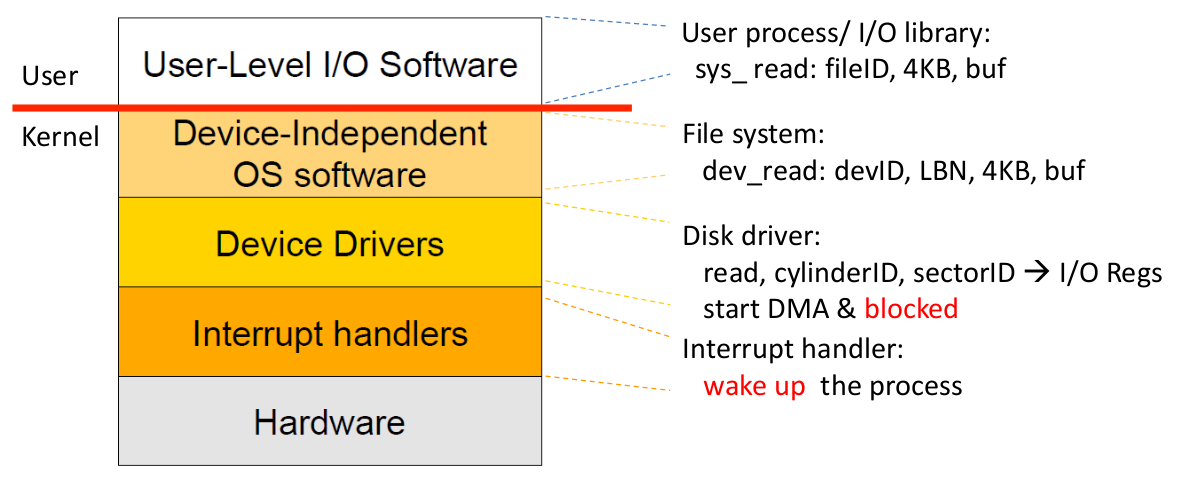 User
Kernel
User-Level I/O Software
Device-Independent
OS software
Device Drivers
Interrupt handlers
Hardware
User process/ I/O library:
sys_ read: fileID, 4KB, buf
File system:
dev_read: devID, LBN, 4KB, buf
Disk driver:
read, cylinderID, sectorID → I/O Regs
start DMA & blocked
Interrupt handler:
wake up the process